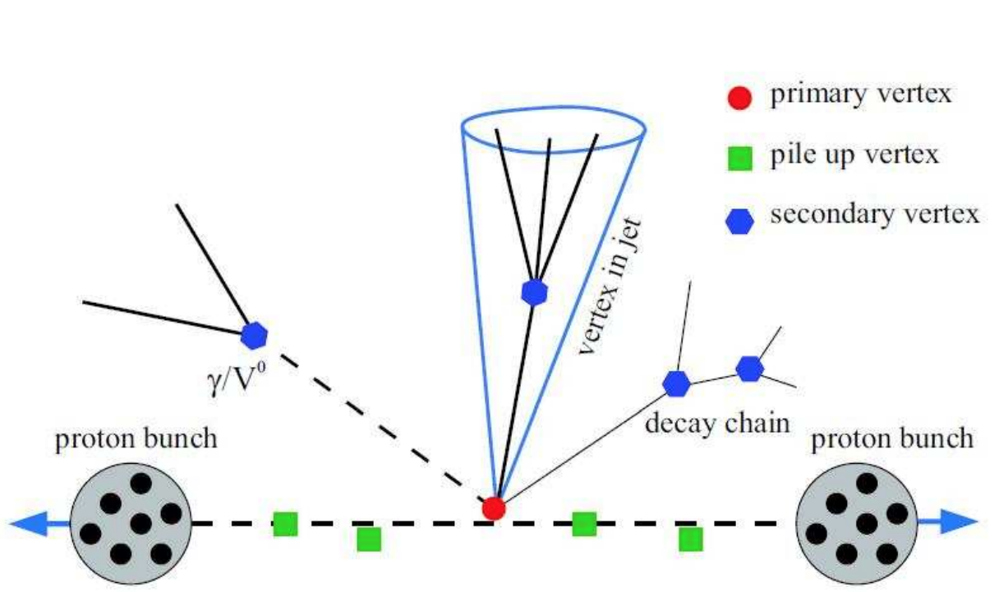 primary vertex
pile up vertex
secondary vertex
vertex in jet
γ/V⁰
decay chain
proton bunch
proton bunch